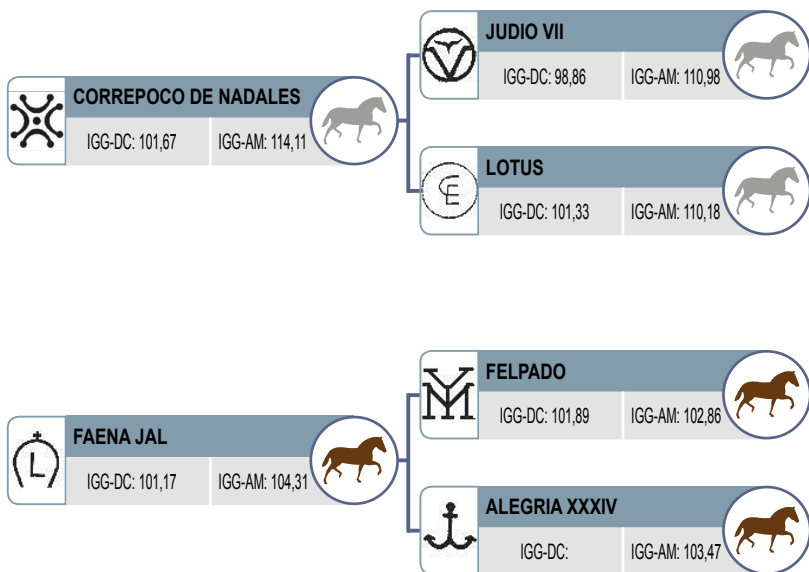 JUDIO VII
IGG-DC: 98,86 IGG-AM: 110,98
CORREPOCO DE NADALES
IGG-DC: 101,67 IGG-AM: 114,11
LOTUS
IGG-DC: 101,33 IGG-AM: 110,18
FELPADO
IGG-DC: 101,89 IGG-AM: 102,86
FAENA JAL
L
IGG-DC: 101,17 IGG-AM: 104,31
ALEGRIA XXXIV
IGG-DC: IGG-AM: 103,47